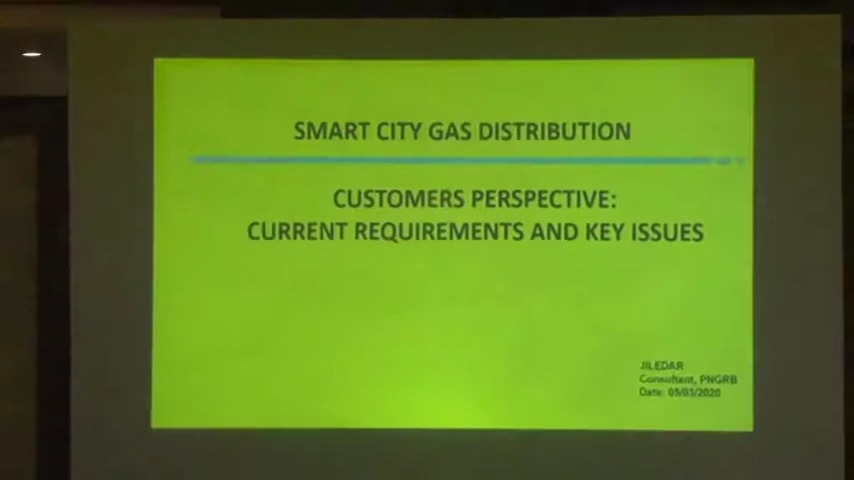 SMART CITY GAS DISTRIBUTION
CUSTOMERS PERSPECTIVE:
CURRENT REQUIREMENTS AND KEY ISSUES
JILEDAR
Consultant, PNGRB
Date: 05/03/2020